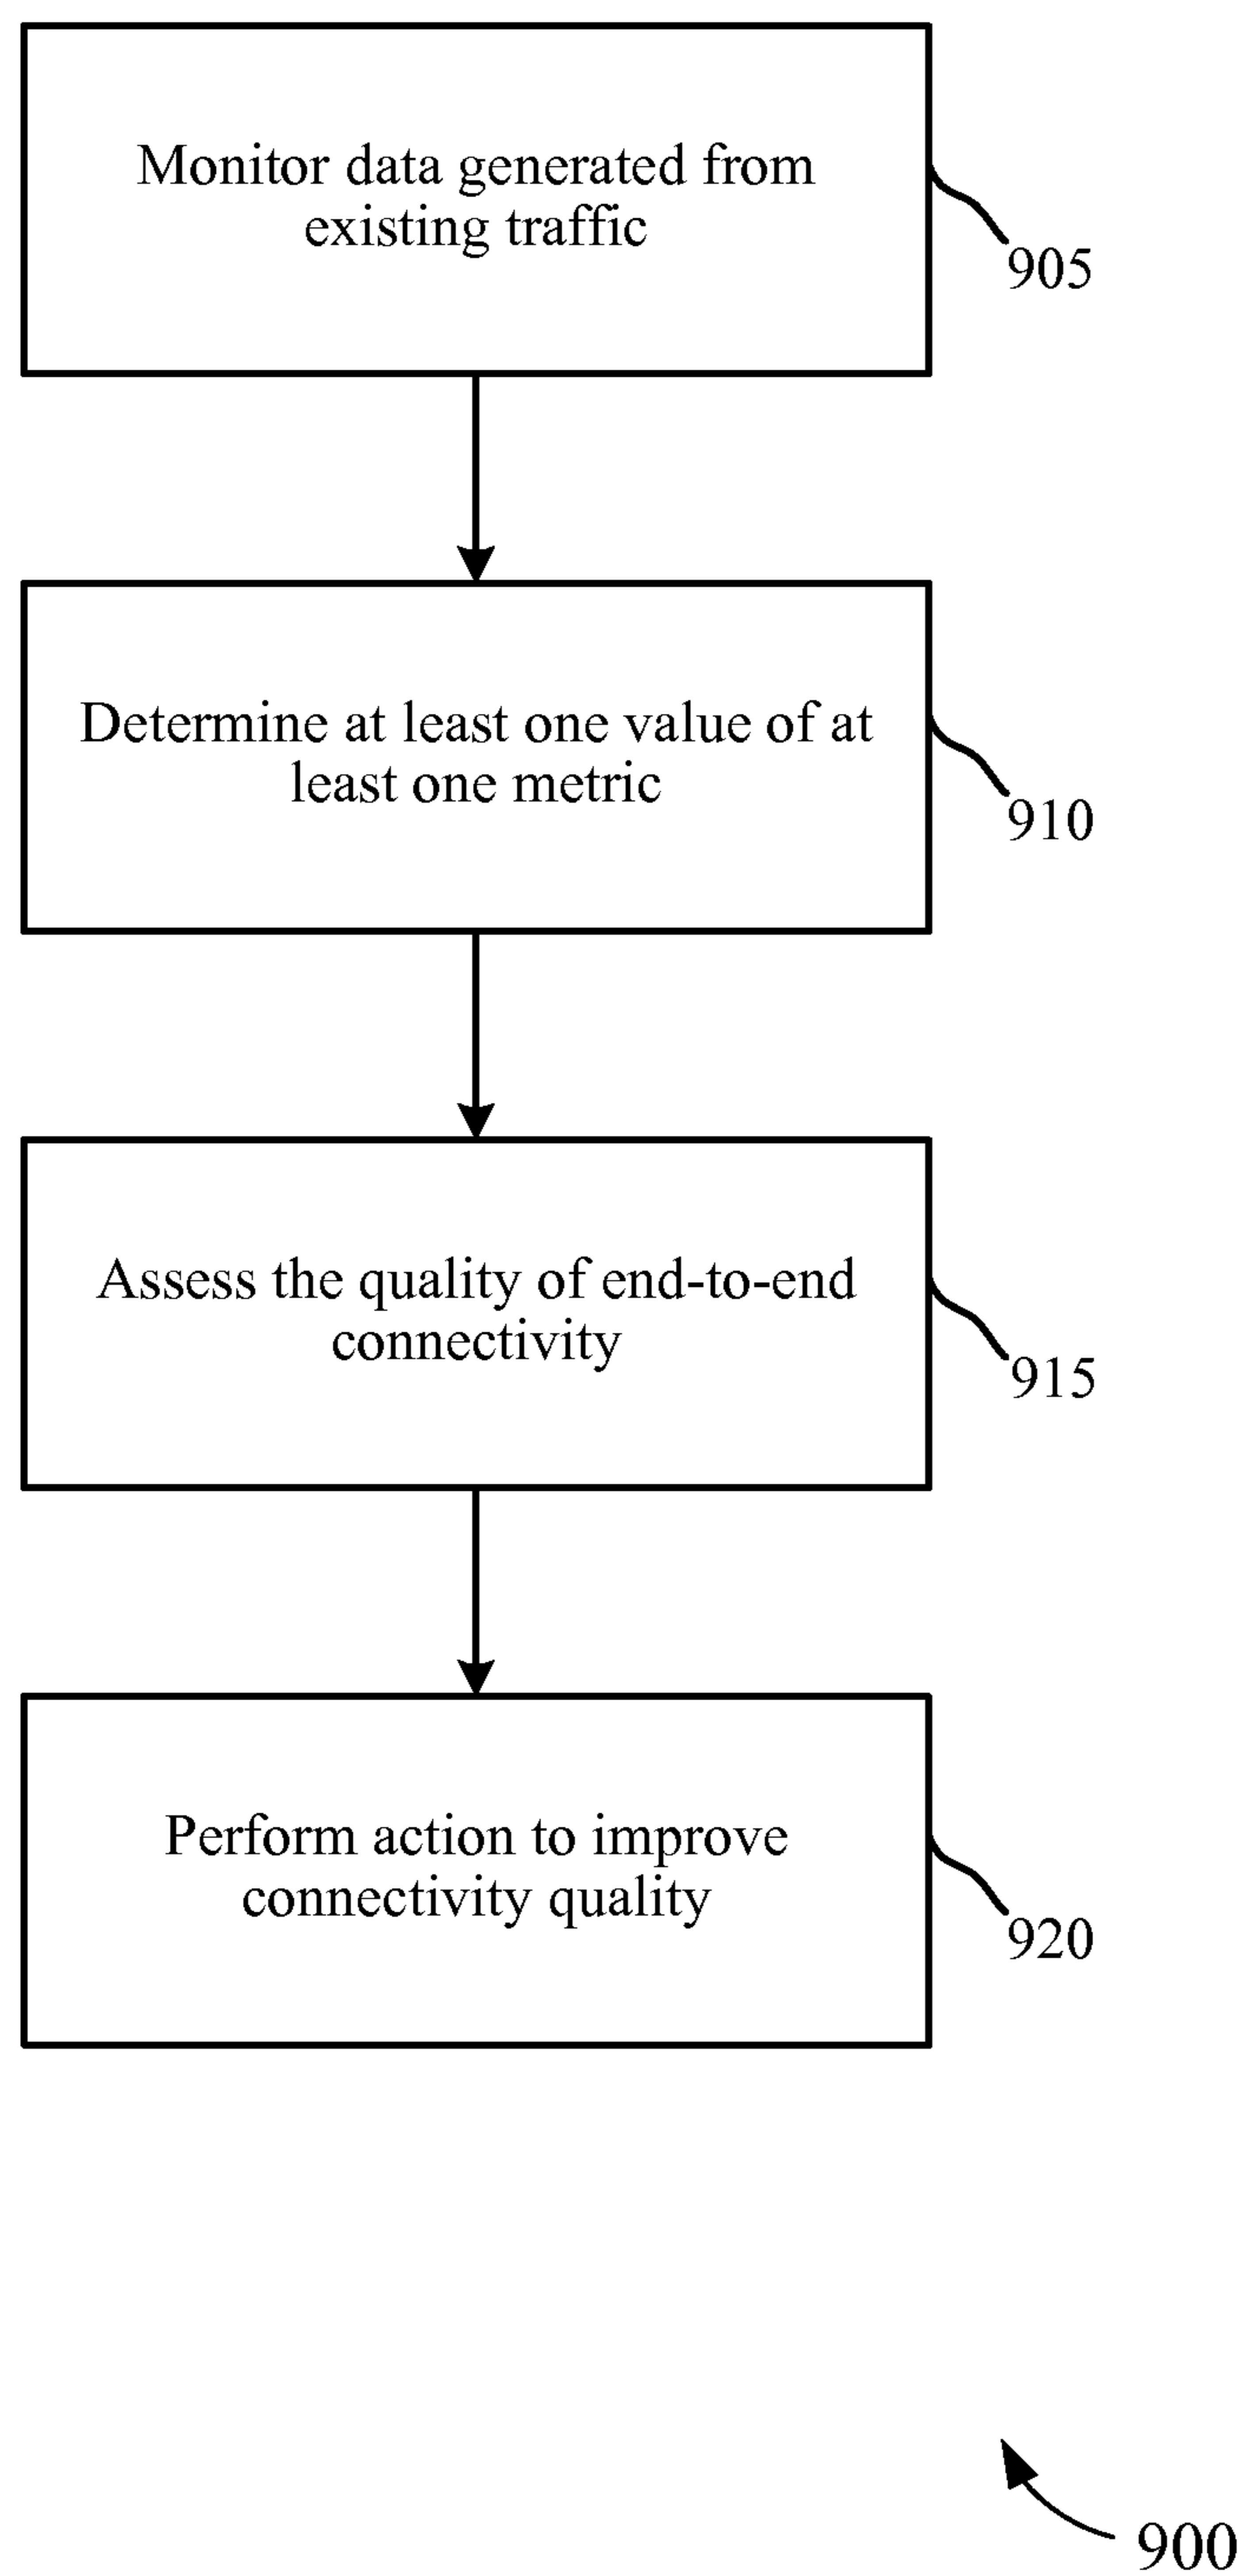 Monitor data generated from
existing traffic
905
Determine at least one value of at
least one metric
910
Assess the quality of end-to-end
connectivity
915
Perform action to improve
connectivity quality
920
900